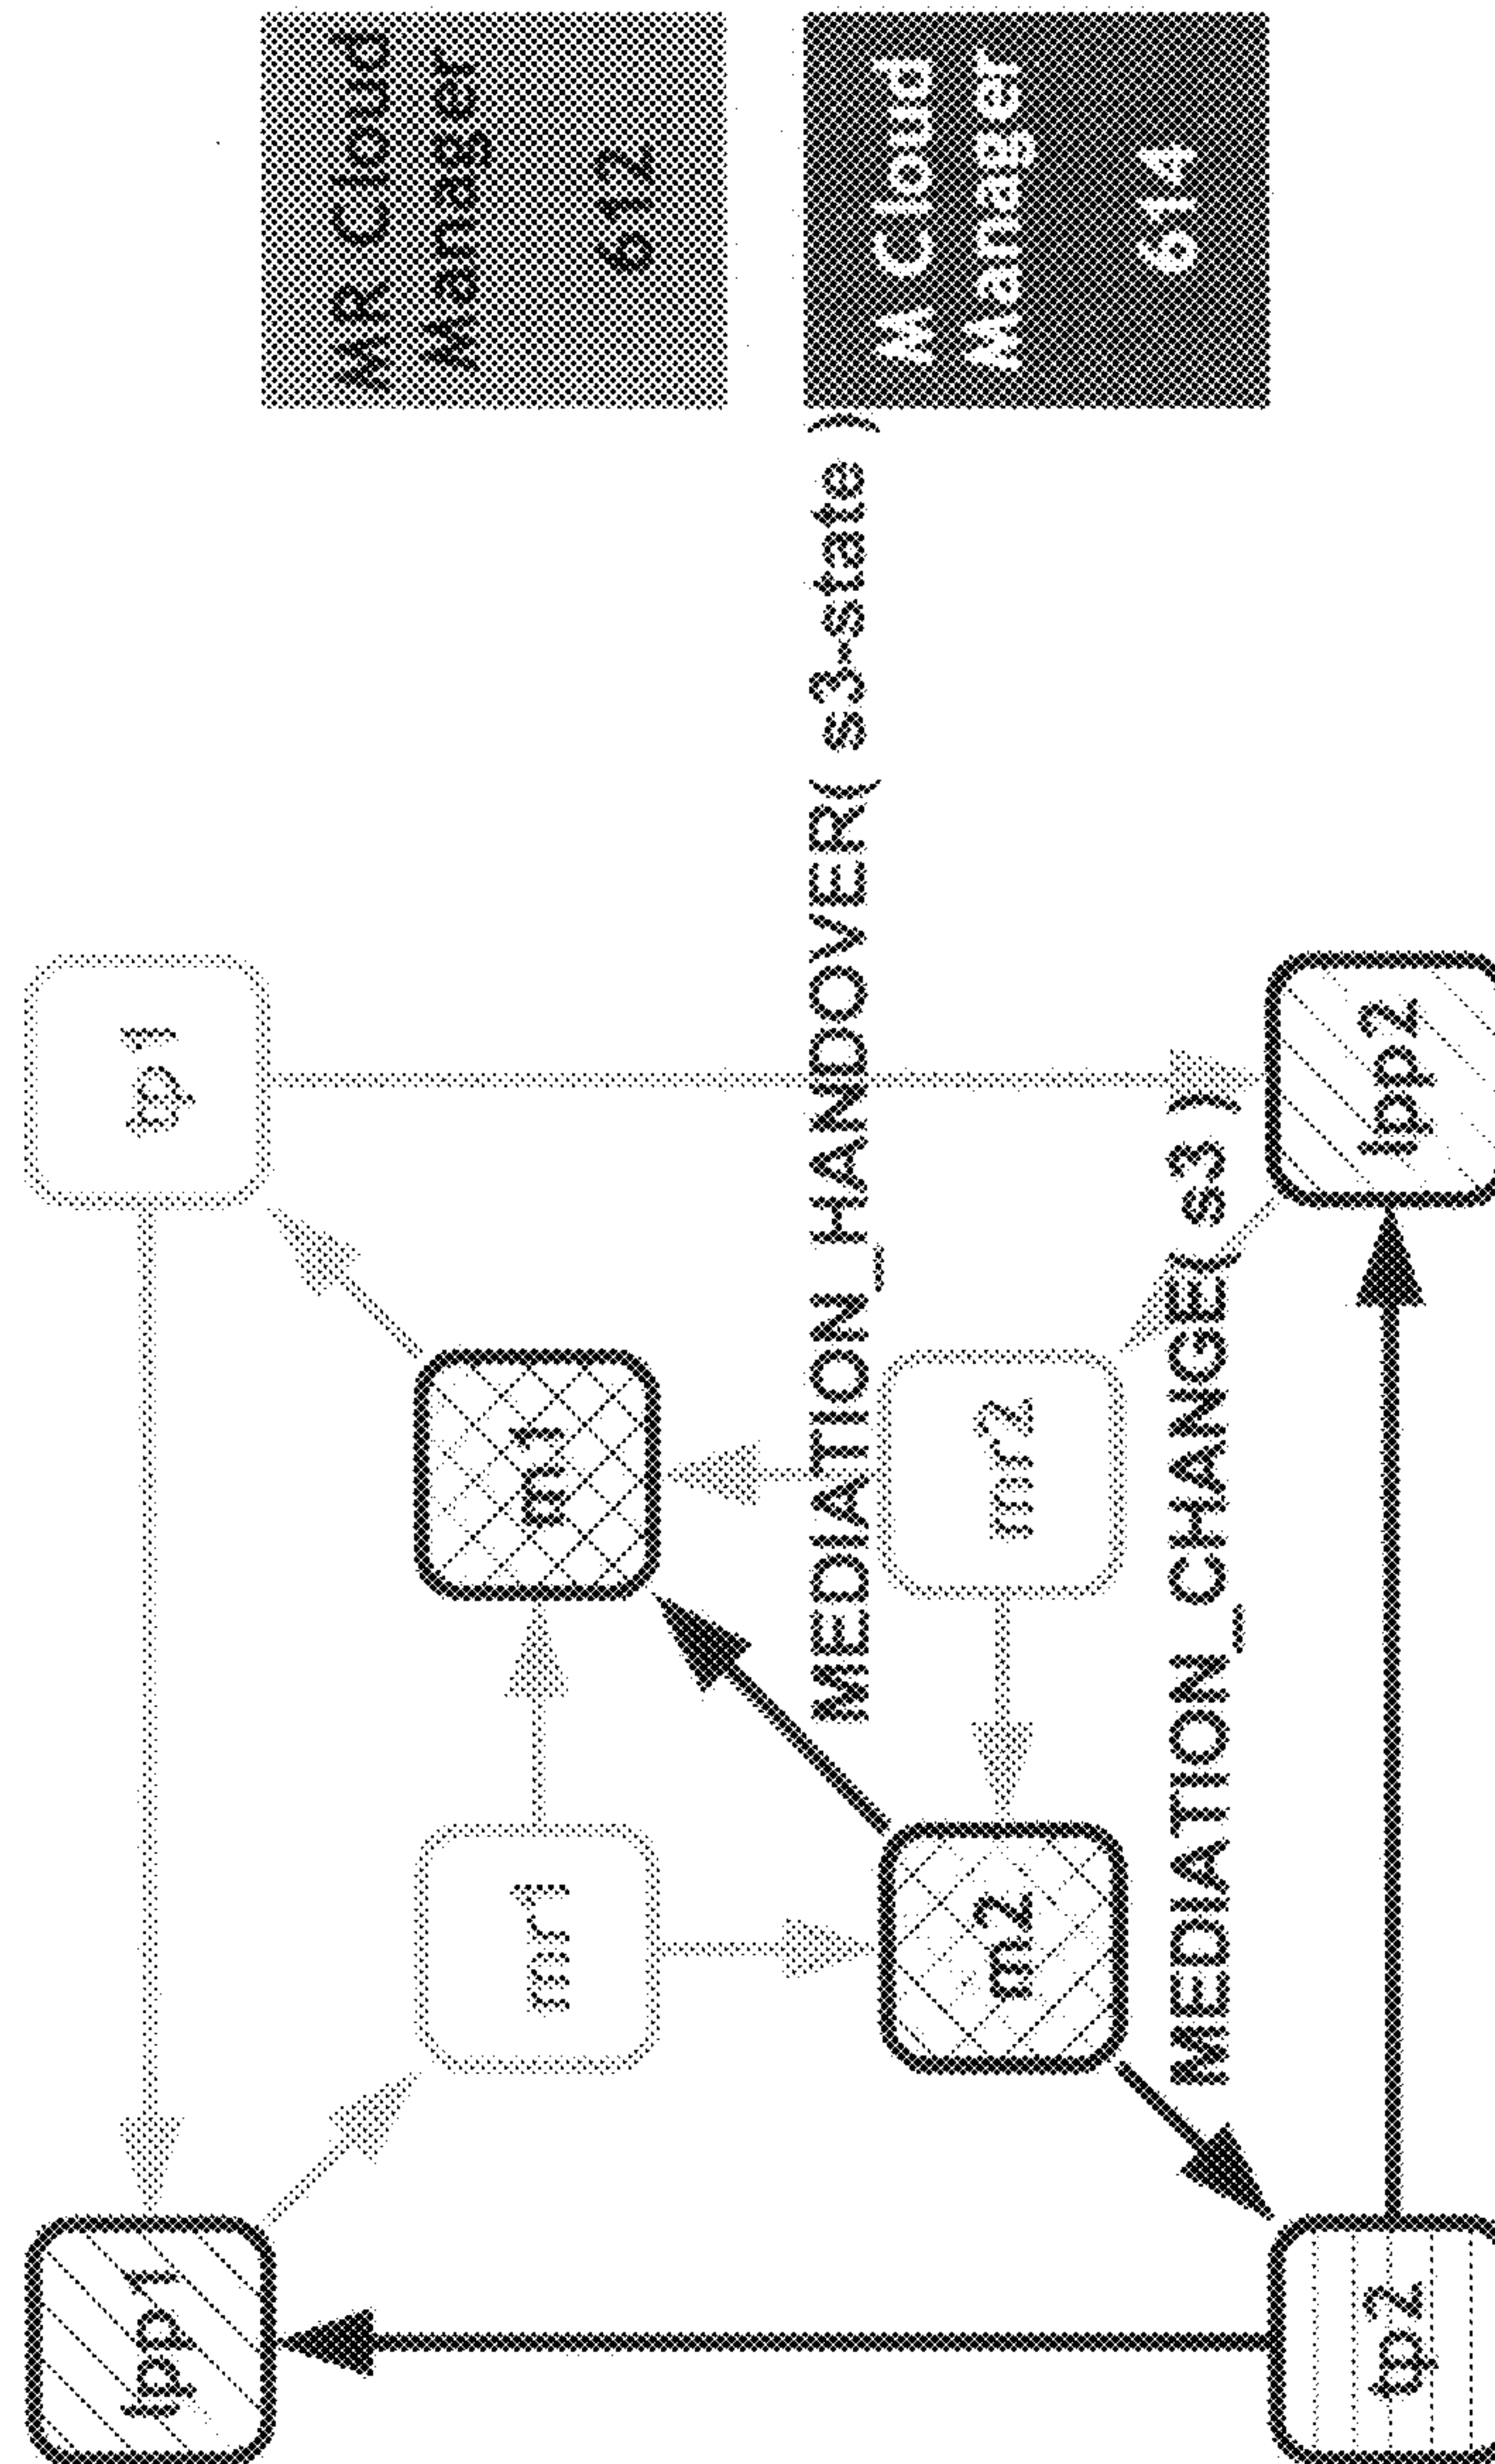 lpp1
tp1
MR Cloud
Manager
612
mr1
m1
MEDIATION_HANDOVER( s3-state )
M Cloud
Manager
614
m2
mr2
MEDIATION_CHANGE( s3 )
tp2
lpp2